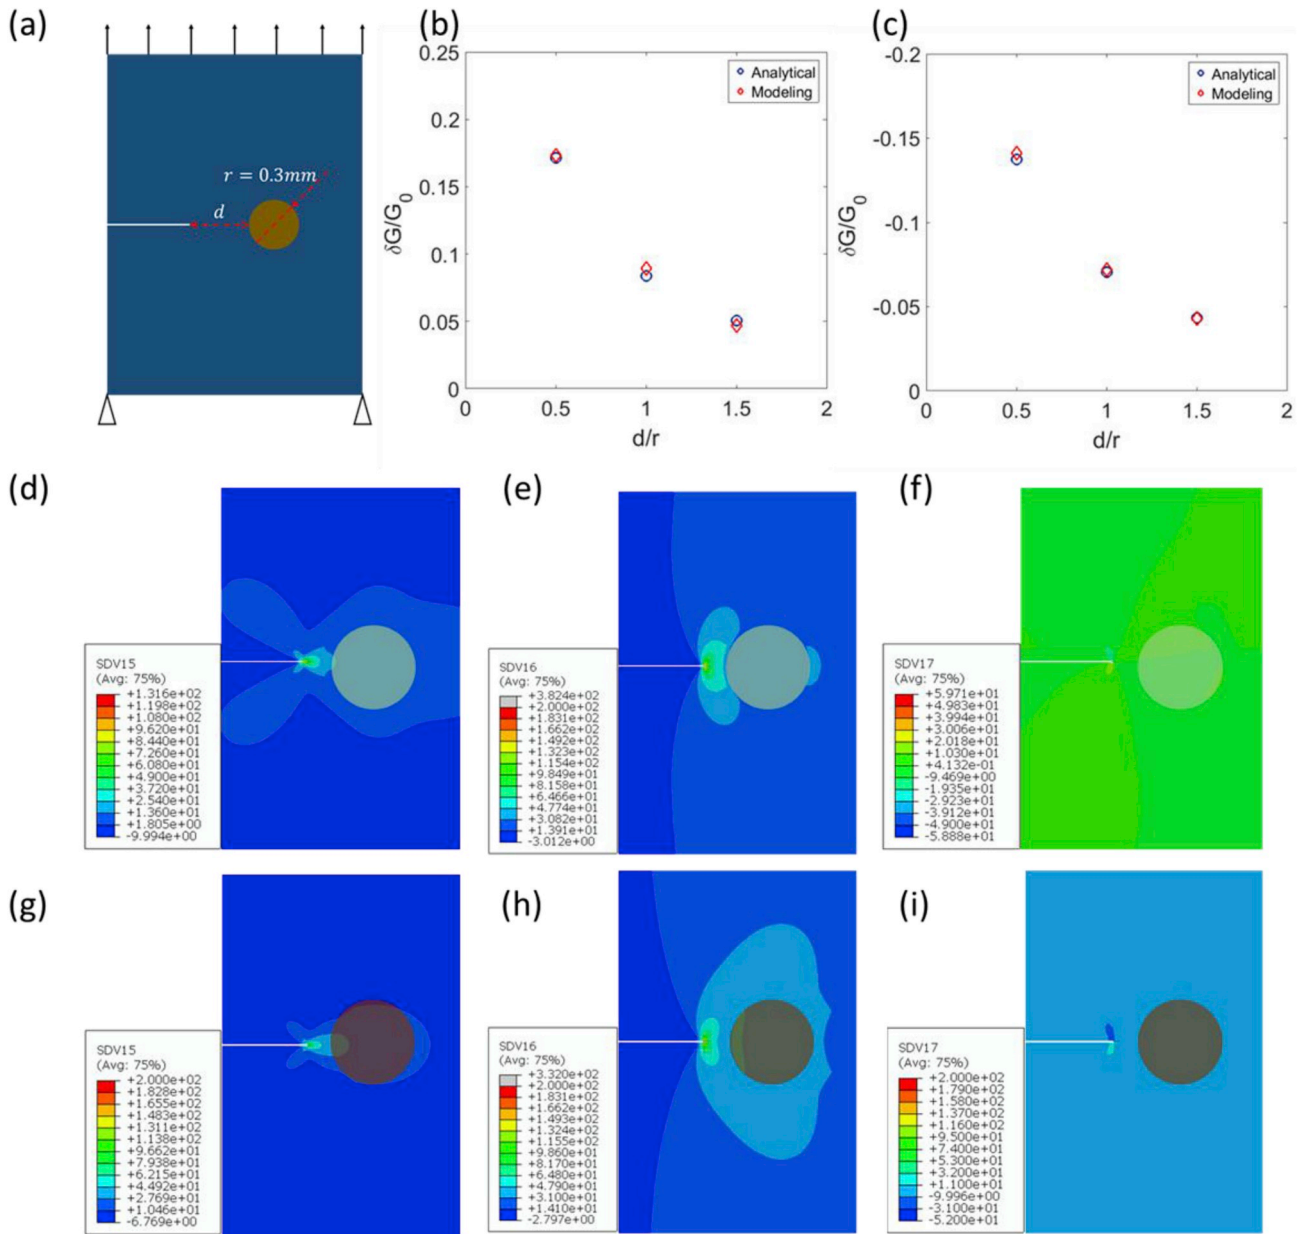 (a)
r = 0.3mm
d
(b)
0.25
0.2
0.15
0.1
0.05
0
δG/G0
0
0.5
1
1.5
2
d/r
Analytical
Modeling
(c)
-0.2
-0.15
-0.1
-0.05
0
δG/G0
0
0.5
1
1.5
2
d/r
Analytical
Modeling
(d)
SDV15
(Avg: 75%)
+1.316e+02
+1.198e+02
+1.080e+02
+9.620e+01
+8.440e+01
+7.260e+01
+6.080e+01
+4.900e+01
+3.720e+01
+2.540e+01
+1.360e+01
+1.805e+00
-9.994e+00
(e)
SDV16
(Avg: 75%)
+3.824e+02
+2.000e+02
+1.831e+02
+1.662e+02
+1.492e+02
+1.323e+02
+1.154e+02
+9.849e+01
+8.158e+01
+6.466e+01
+4.774e+01
+3.082e+01
+1.391e+01
-3.012e+00
(f)
SDV17
(Avg: 75%)
+5.971e+01
+4.983e+01
+3.994e+01
+3.006e+01
+2.018e+01
+1.030e+01
+4.132e-01
-9.469e+00
-1.935e+01
-2.923e+01
-3.912e+01
-4.900e+01
-5.888e+01
(g)
SDV15
(Avg: 75%)
+2.000e+02
+1.828e+02
+1.655e+02
+1.483e+02
+1.311e+02
+1.138e+02
+9.662e+01
+7.938e+01
+6.215e+01
+4.492e+01
+2.769e+01
+1.046e+01
-6.769e+00
(h)
SDV16
(Avg: 75%)
+3.320e+02
+2.000e+02
+1.831e+02
+1.662e+02
+1.493e+02
+1.324e+02
+1.155e+02
+9.860e+01
+8.170e+01
+6.480e+01
+4.790e+01
+3.100e+01
+1.410e+01
-2.797e+00
(i)
SDV17
(Avg: 75%)
+2.000e+02
+1.790e+02
+1.580e+02
+1.370e+02
+1.160e+02
+9.500e+01
+7.400e+01
+5.300e+01
+3.200e+01
+1.100e+01
-9.996e+00
-3.100e+01
-5.200e+01